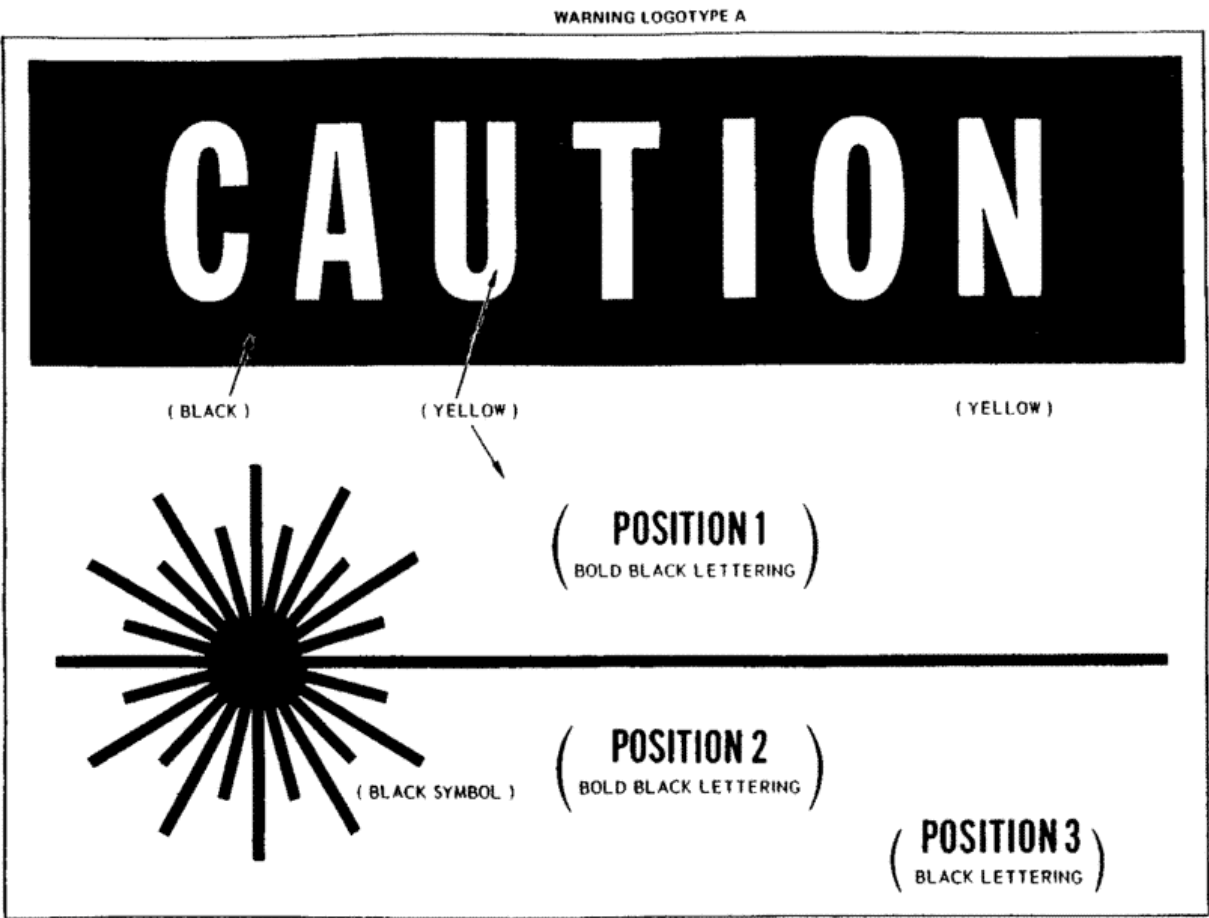 WARNING LOGOTYPE A
CAUTION
( BLACK )
( YELLOW )
( YELLOW )
( POSITION 1
BOLD BLACK LETTERING )
( BLACK SYMBOL )
( POSITION 2
BOLD BLACK LETTERING )
( POSITION 3
BLACK LETTERING )